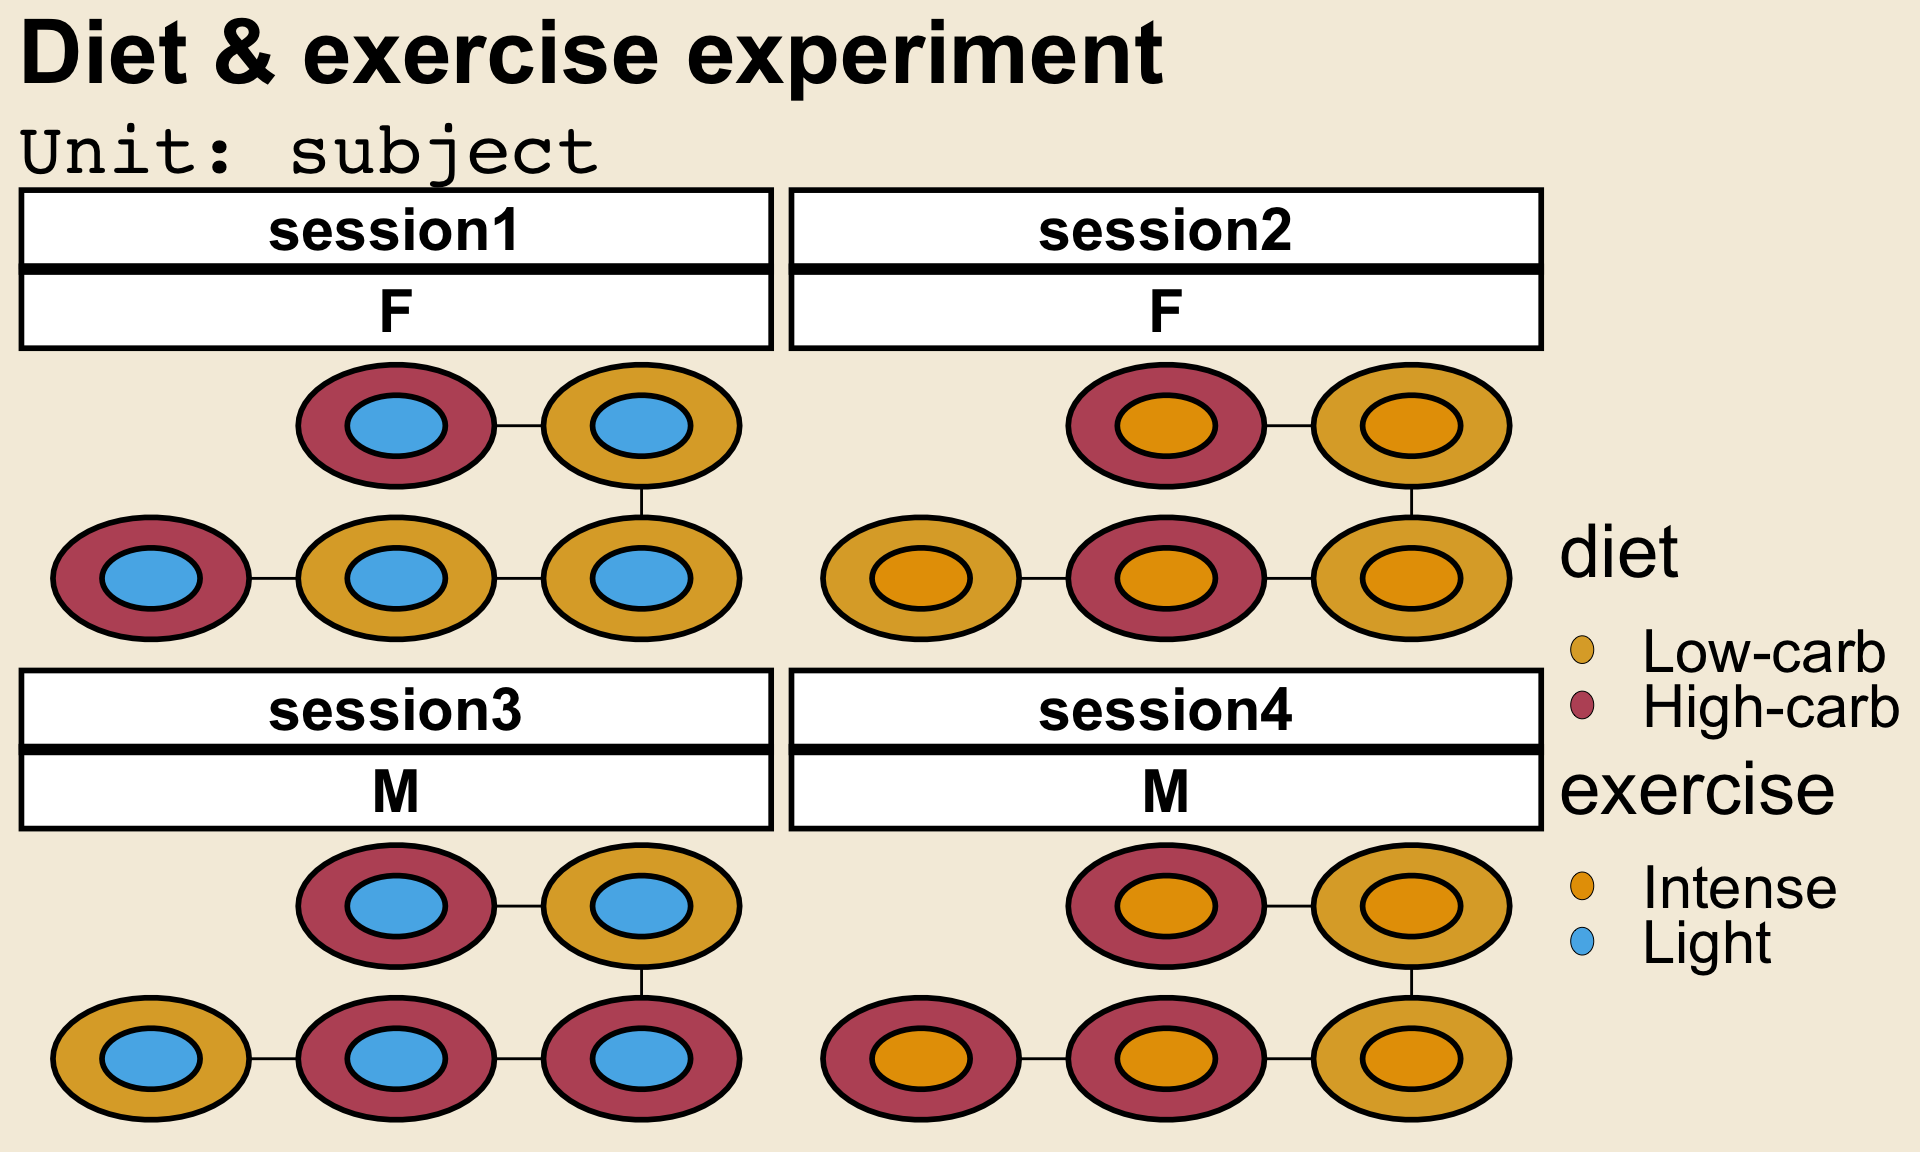 Diet & exercise experiment
Unit: subject
session1
F
session2
F
session3
M
session4
M
diet
Low-carb
High-carb
exercise
Intense
Light